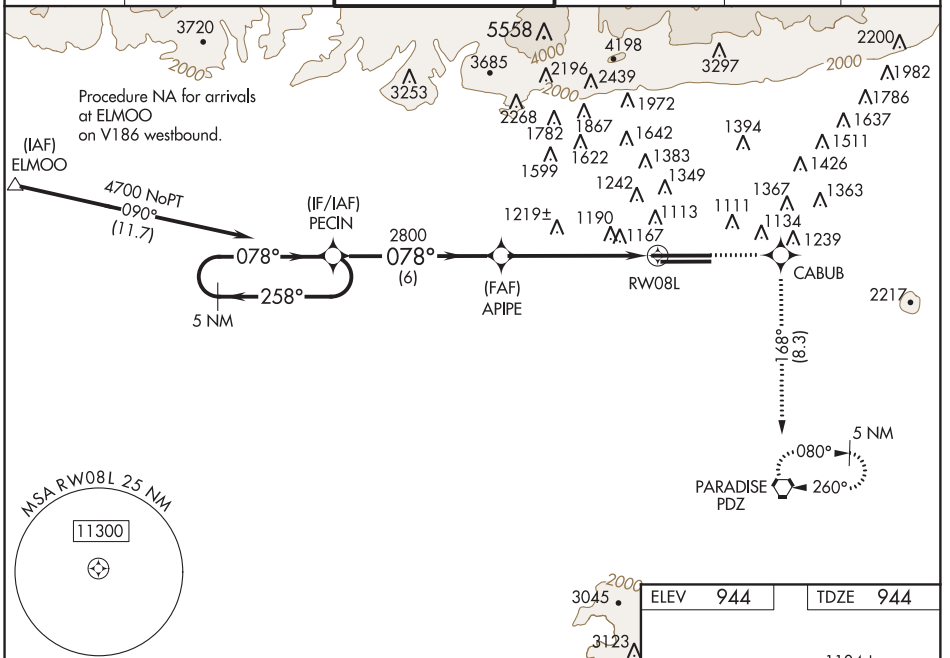 3720
5558
4198
2200
4000
3685
2196
3297
2000
2439
2000
1982
3253
2000
2268
1972
1786
Procedure NA for arrivals
at ELMOO
on V186 westbound.
1782
1867
1637
1642
1394
1511
1622
1599
1383
1426
(IAF)
ELMOO
4700 NoPT
090°
(11.7)
1242
1349
1367
1363
(IF/IAF)
PECIN
1219±
1190
1113
1111
1134
1167
1239
2800
078°
078°
(6)
258°
5 NM
(FAF)
APIPE
RW08L
CABUB
2217
168°
(8.3)
5 NM
080°
260°
PARADISE
PDZ
MSA RW08L 25 NM
11300
2000
3045
3123
ELEV 944
TDZE 944